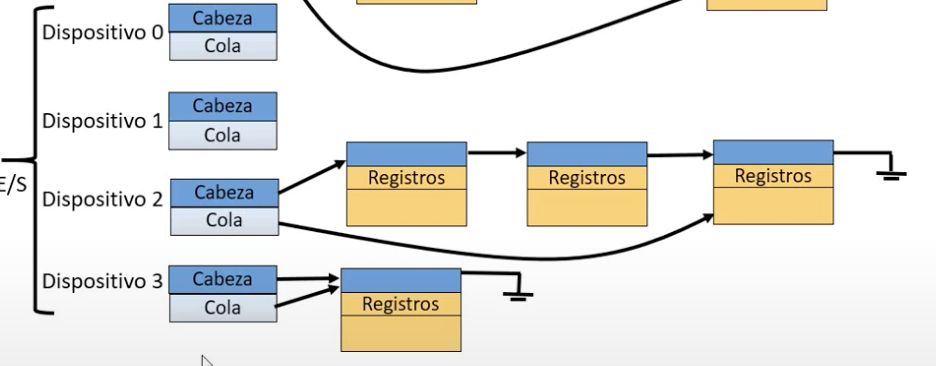 Dispositivo 0
Cabeza
Cola
Dispositivo 1
Cabeza
Cola
E/S
Dispositivo 2
Cabeza
Cola
Registros
Registros
Registros
Dispositivo 3
Cabeza
Cola
Registros